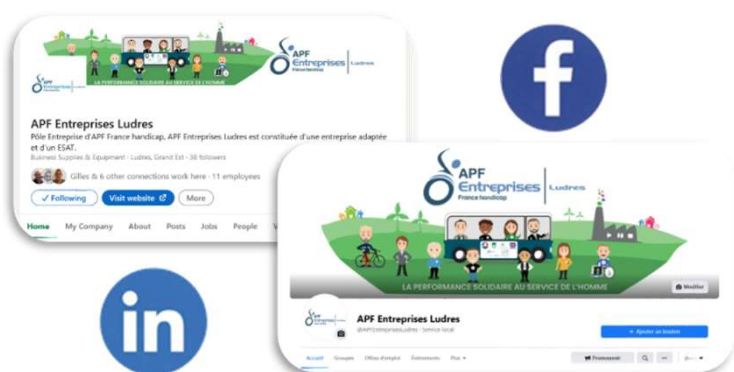 APF
Entreprises
France handicap
Ludres
LA PERFORMANCE SOLIDAIRE AU SERVICE DE L'HOMME
APF Entreprises Ludres
Pôle Entreprise d'APF France handicap, APF Entreprises Ludres est constituée d'une entreprise adaptée
et d'un ESAT.
Business Supplies & Equipment · Ludres, Grand Est · 36 followers
Gilles & 6 other connections work here · 11 employees
✓ Following Visit website More
Home My Company About Posts Jobs People V
f
APF
Entreprises
France handicap
Ludres
LA PERFORMANCE SOLIDAIRE AU SERVICE DE L'HOMME
Modifier
APF Entreprises Ludres
@APFEntreprisesLudres · Service local
+ Ajouter un bouton
Accueil Groupes Offres d'emploi Événements Plus
Promouvoir
in